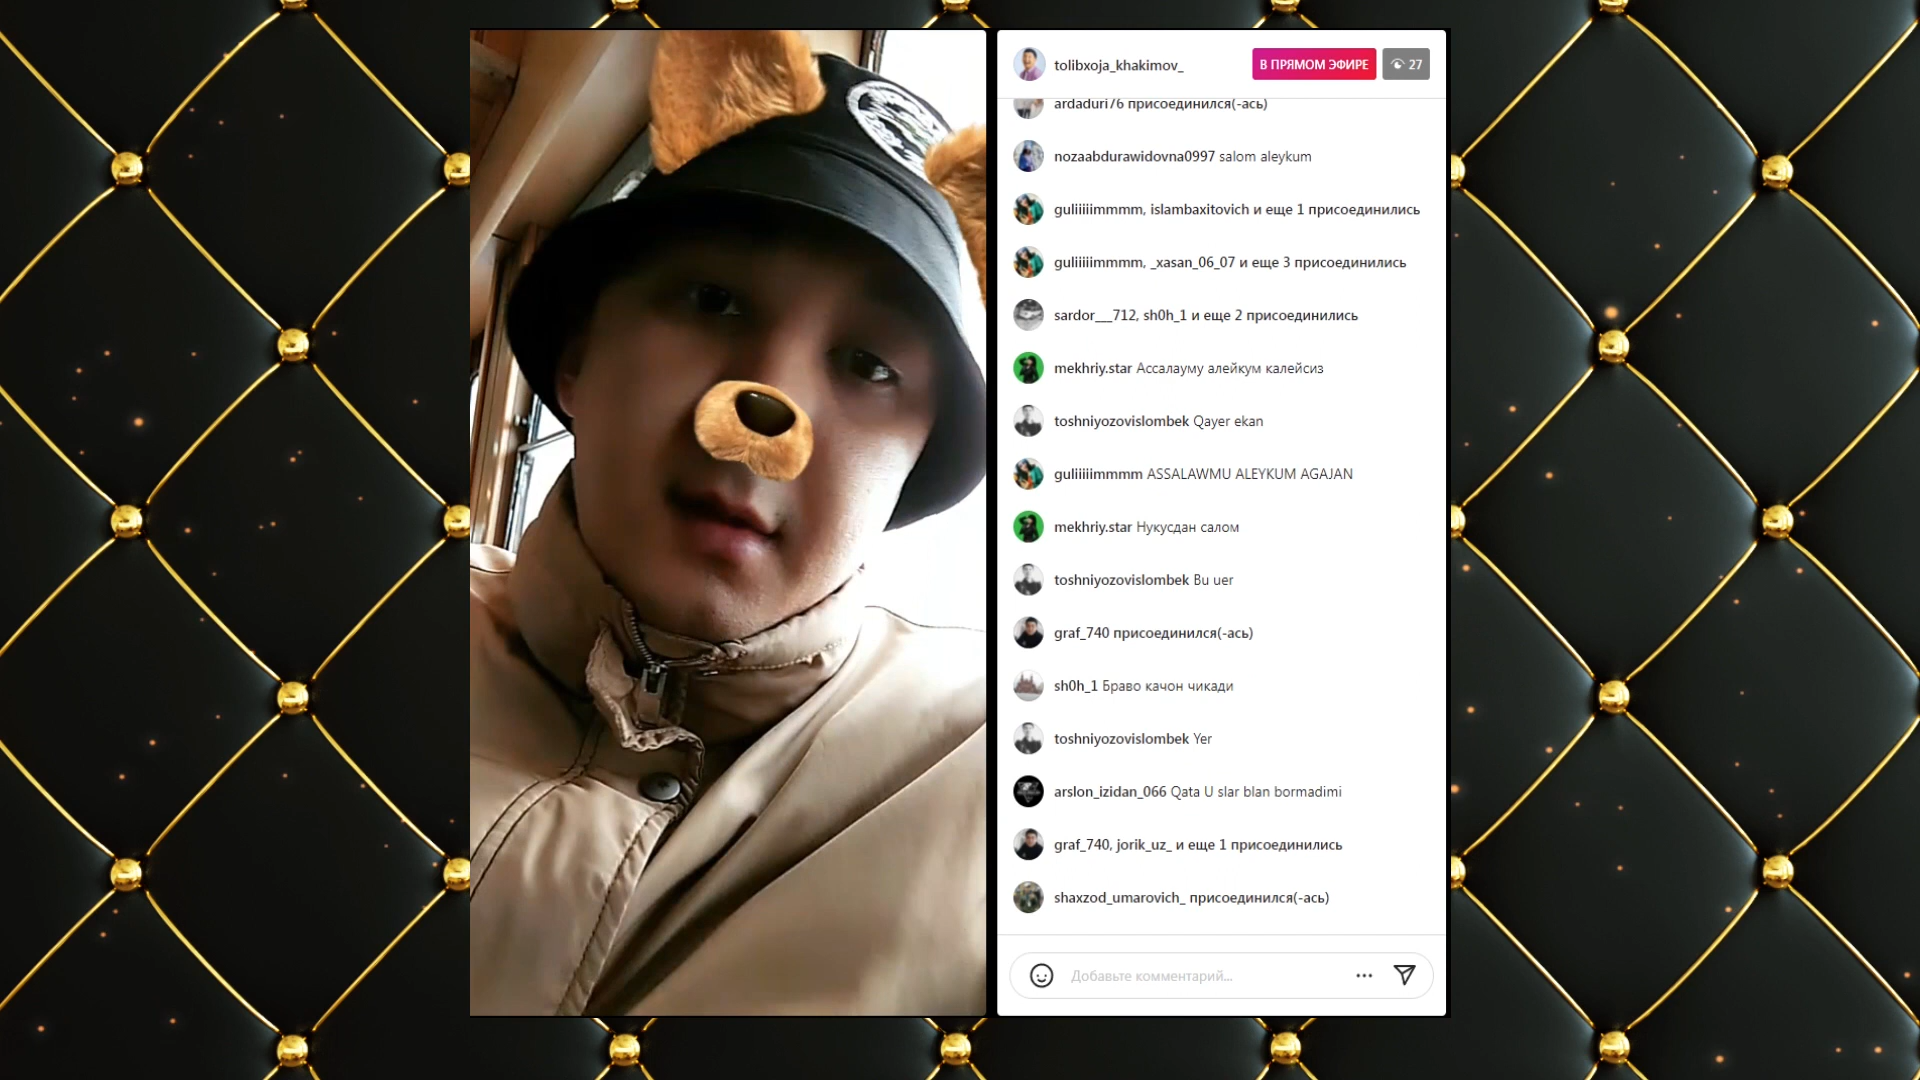 tolibxoja_khakimov_
В ПРЯМОМ ЭФИРЕ
27
ardaduri76 присоединился(-ась)
nozaabdurawidovna0997 salom aleykum
guliiiiimmmm, islambaxitovich и еще 1 присоединились
guliiiiimmmm, _xasan_06_07 и еще 3 присоединились
sardor___712, sh0h_1 и еще 2 присоединились
mekhriy.star Ассалауму алейкум калейсиз
toshniyozovislombek Qayer ekan
guliiiiimmmm ASSALAWMU ALEYKUM AGAJAN
mekhriy.star Нукусдан салом
toshniyozovislombek Bu uer
graf_740 присоединился(-ась)
sh0h_1 Браво качон чикади
toshniyozovislombek Yer
arslon_izidan_066 Qata U slar blan bormadimi
graf_740, jorik_uz_ и еще 1 присоединились
shaxzod_umarovich_ присоединился(-ась)
Добавьте комментарий...